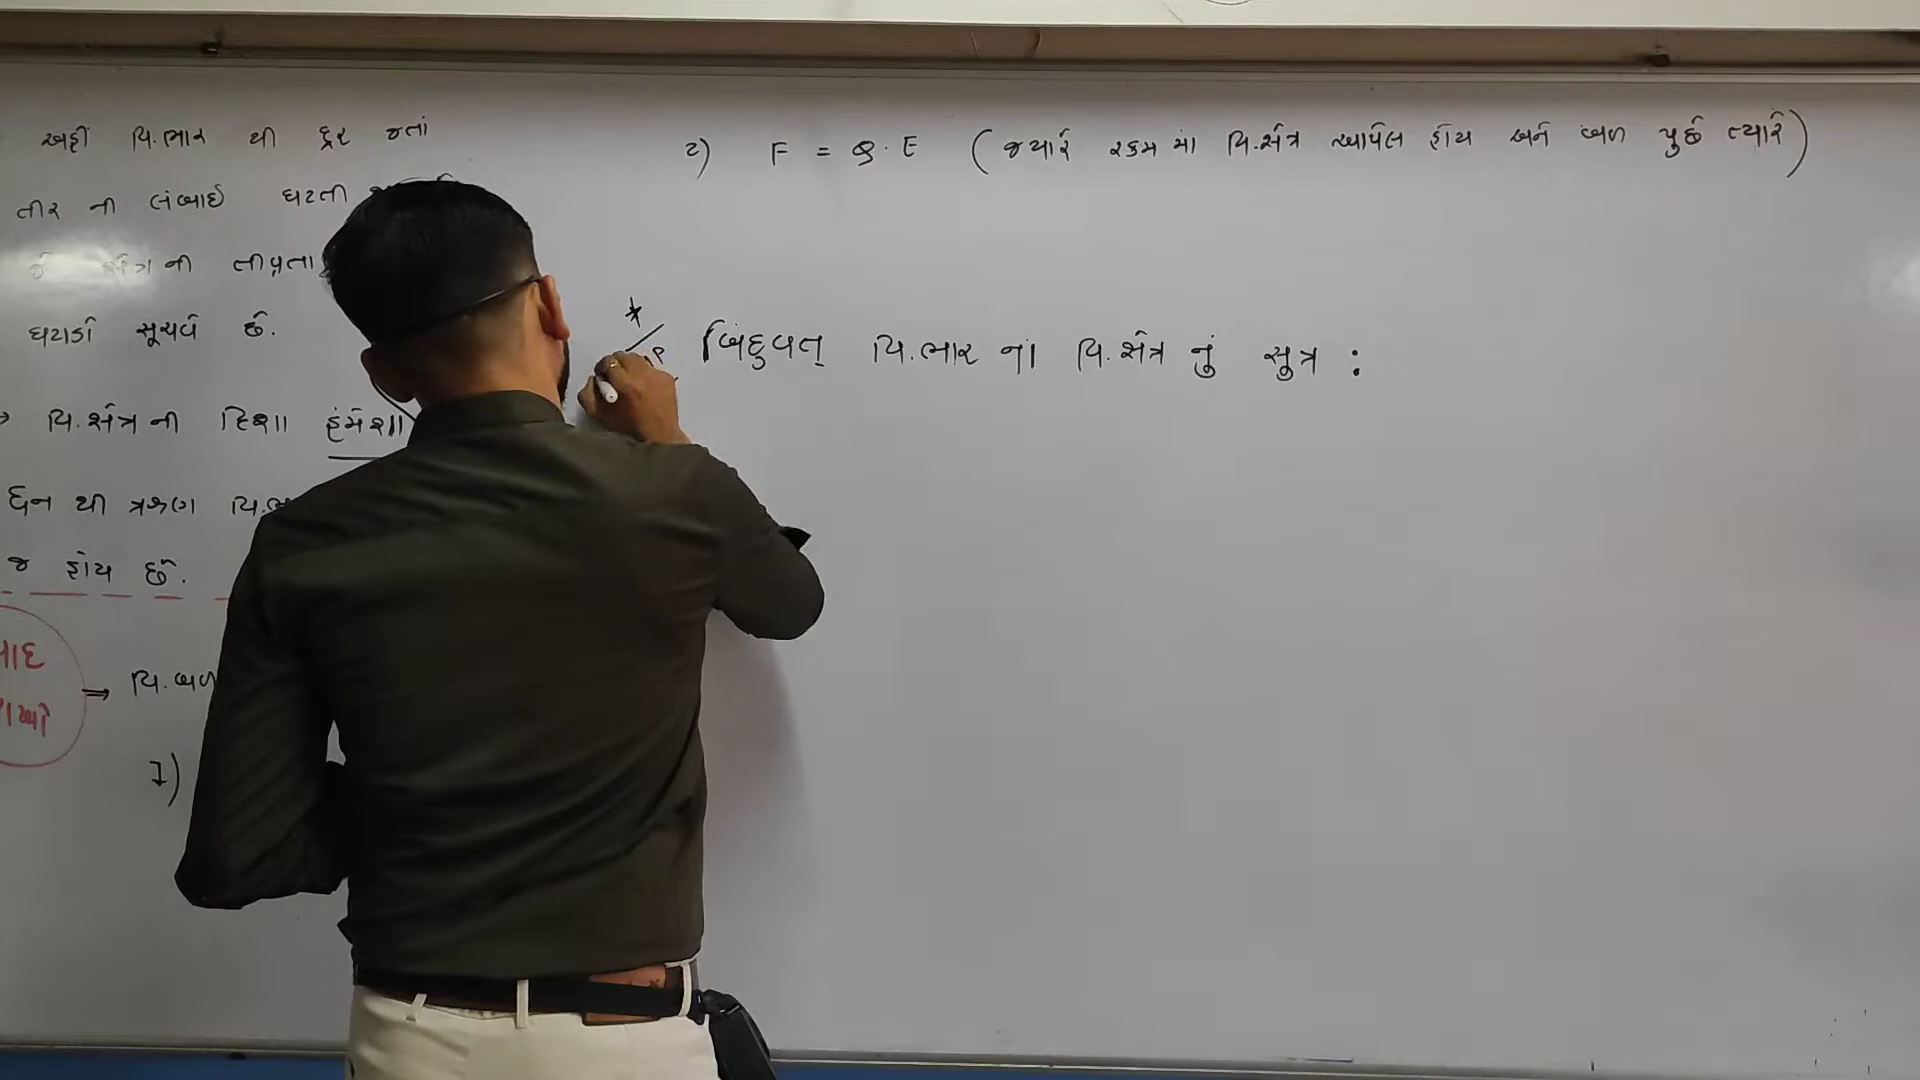 અહીં વિ.ભાર થી દૂર જતાં
તીર ની લંબાઈ ઘટતી
ની તીવ્રતા
ઘટાડો સૂચવે છે.
વિ.ક્ષેત્ર ની દિશા હંમેશા
ધન થી ઋણ વિ.ભા
જ હોય છે.
યાદ
રાખો
⇒ વિ.બળ
1)
2) F = Q · E (જ્યારે રકમ માં વિ.ક્ષેત્ર આપેલ હોય અને બળ પુછે ત્યારે)
* બિંદુવત્ વિ.ભાર ના વિ.ક્ષેત્ર નું સુત્ર :